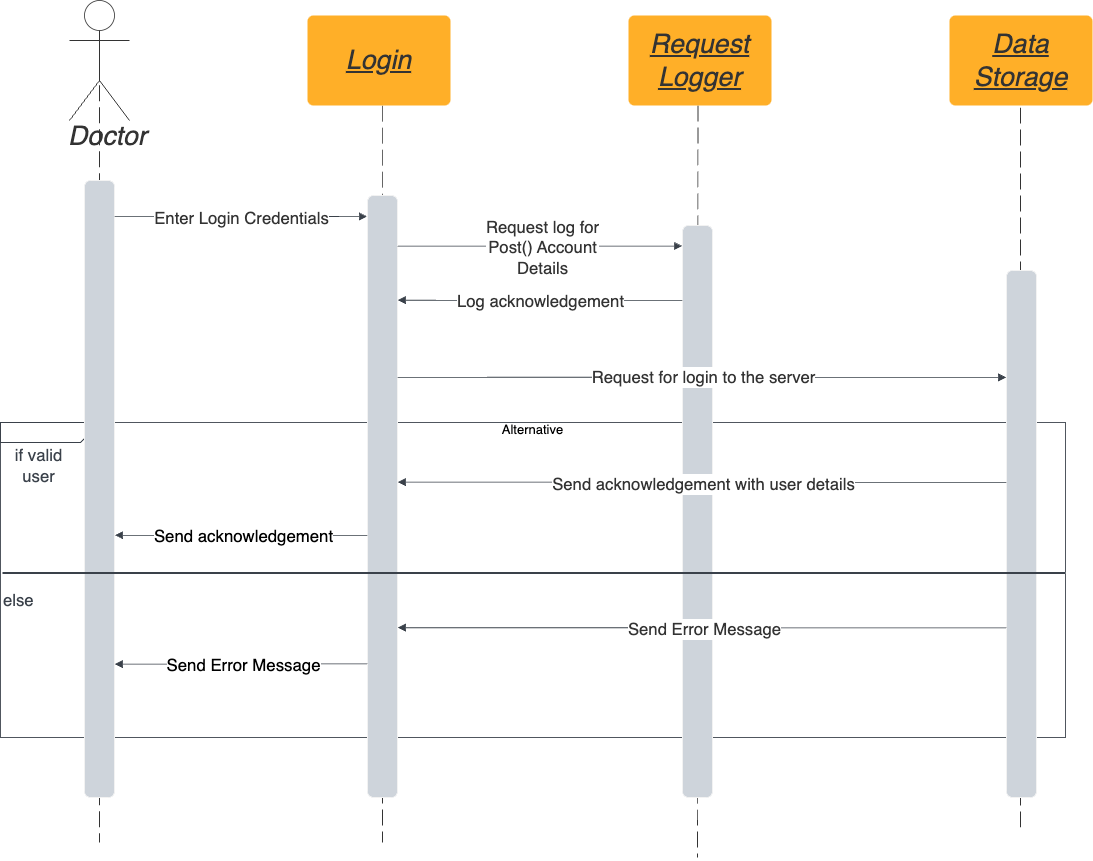 Doctor
Login
Request
Logger
Data
Storage
Enter Login Credentials
Request log for
Post() Account
Details
Log acknowledgement
Request for login to the server
Alternative
if valid
user
Send acknowledgement with user details
Send acknowledgement
else
Send Error Message
Send Error Message